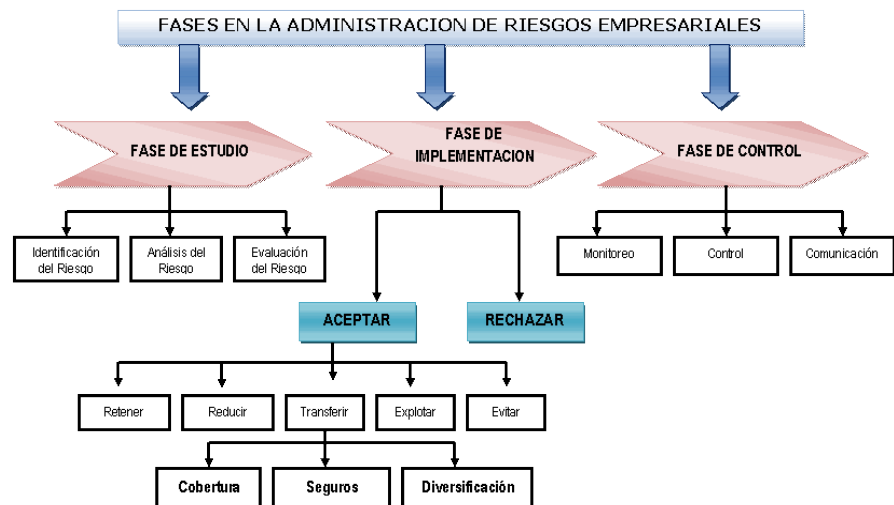 FASES EN LA ADMINISTRACION DE RIESGOS EMPRESARIALES
FASE DE ESTUDIO
FASE DE
IMPLEMENTACION
FASE DE CONTROL
Identificación
del Riesgo
Análisis del
Riesgo
Evaluación
del Riesgo
Monitoreo
Control
Comunicación
ACEPTAR
RECHAZAR
Retener
Reducir
Transferir
Explotar
Evitar
Cobertura
Seguros
Diversificación